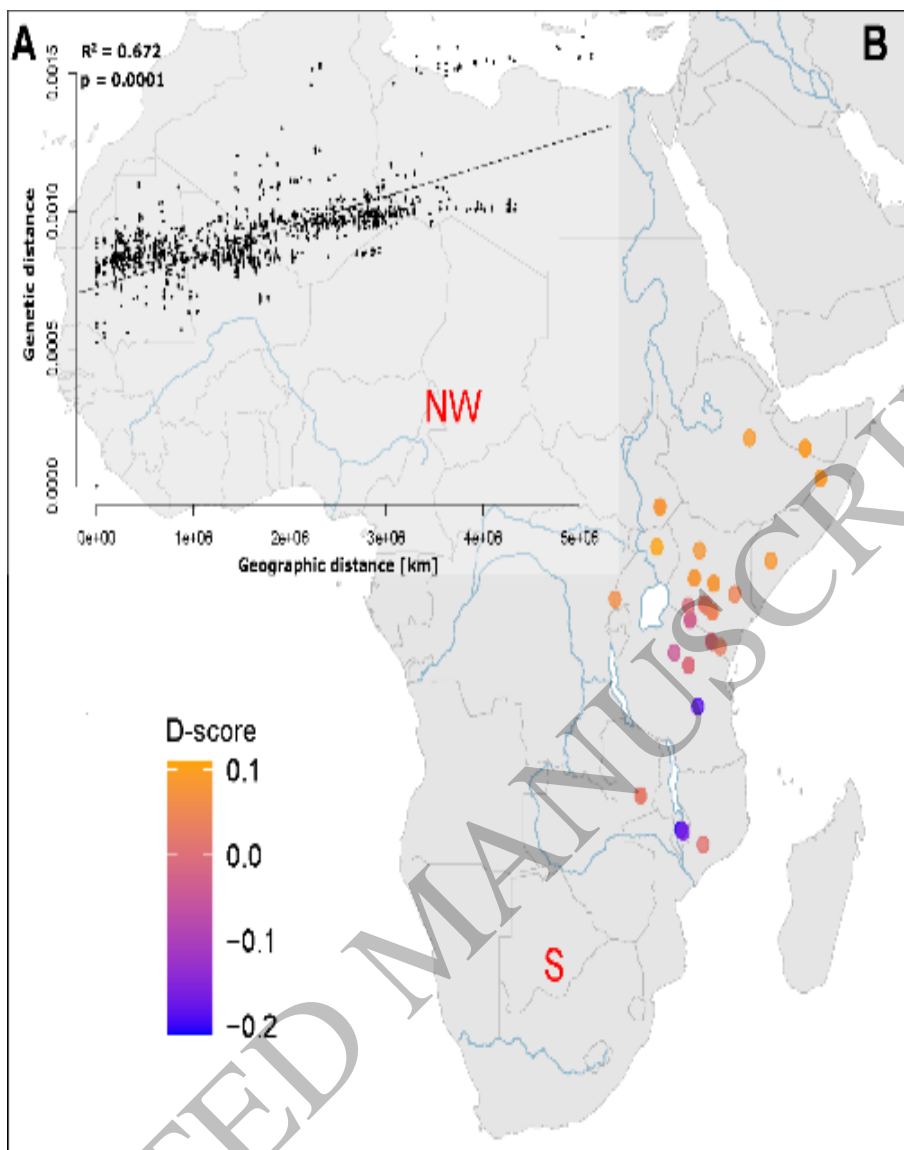 A
B
R² = 0.672
p = 0.0001
0.0015
0.0010
0.0005
0.0000
Genetic distance
0e+00
1e+06
2e+06
3e+06
4e+06
5e+06
Geographic distance [km]
NW
D-score
0.1
0.0
−0.1
−0.2
S
TED MANUSCRI